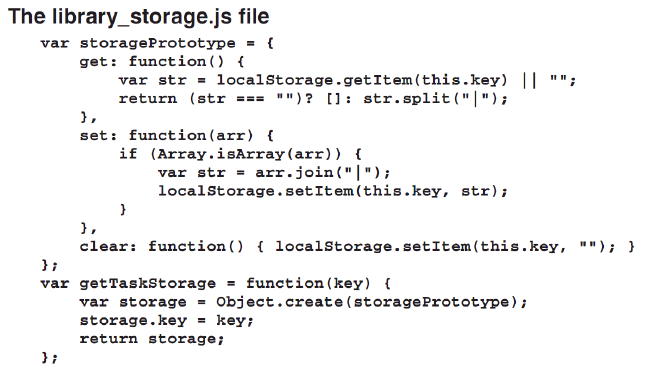 The library_storage.js file
var storagePrototype = {
    get: function() {
        var str = localStorage.getItem(this.key) || "";
        return (str === "")? []: str.split("|");
    },
    set: function(arr) {
        if (Array.isArray(arr)) {
            var str = arr.join("|");
            localStorage.setItem(this.key, str);
        }
    },
    clear: function() { localStorage.setItem(this.key, ""); }
};
var getTaskStorage = function(key) {
    var storage = Object.create(storagePrototype);
    storage.key = key;
    return storage;
};